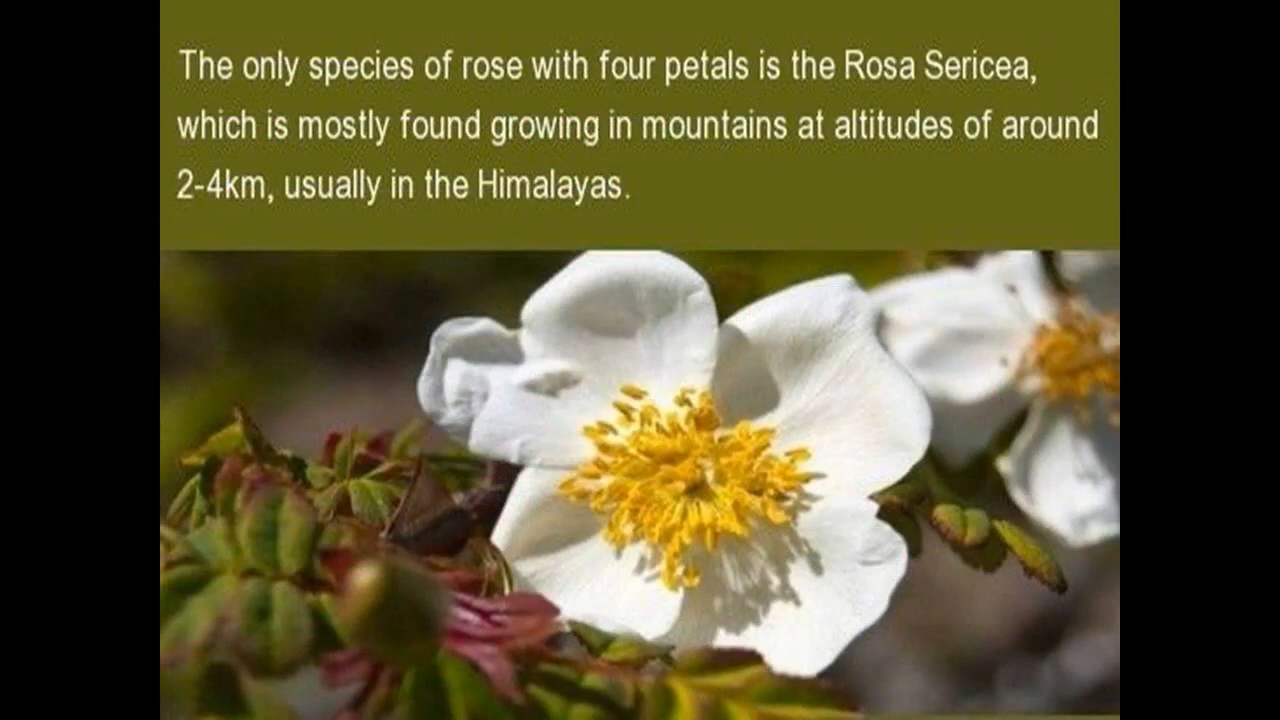 The only species of rose with four petals is the Rosa Sericea,
which is mostly found growing in mountains at altitudes of around
2-4km, usually in the Himalayas.